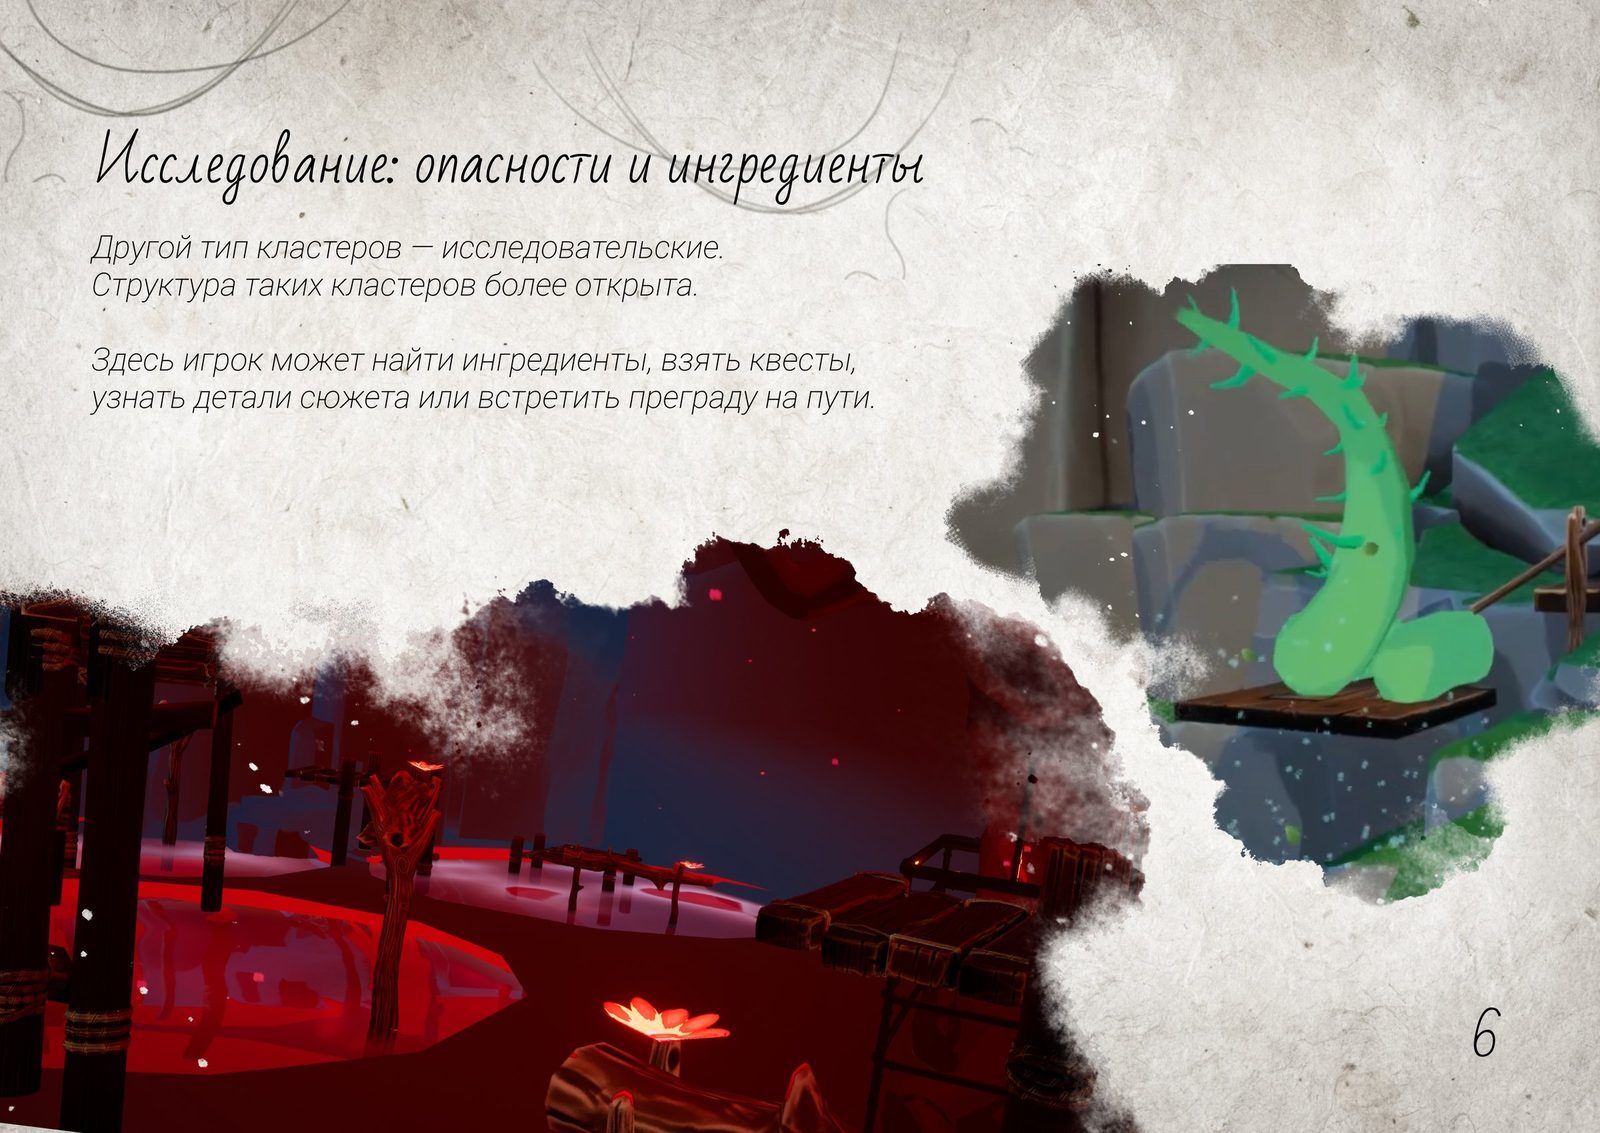 Исследование: опасности и ингредиенты
Другой тип кластеров — исследовательские.
Структура таких кластеров более открыта.
Здесь игрок может найти ингредиенты, взять квесты,
узнать детали сюжета или встретить преграду на пути.
6